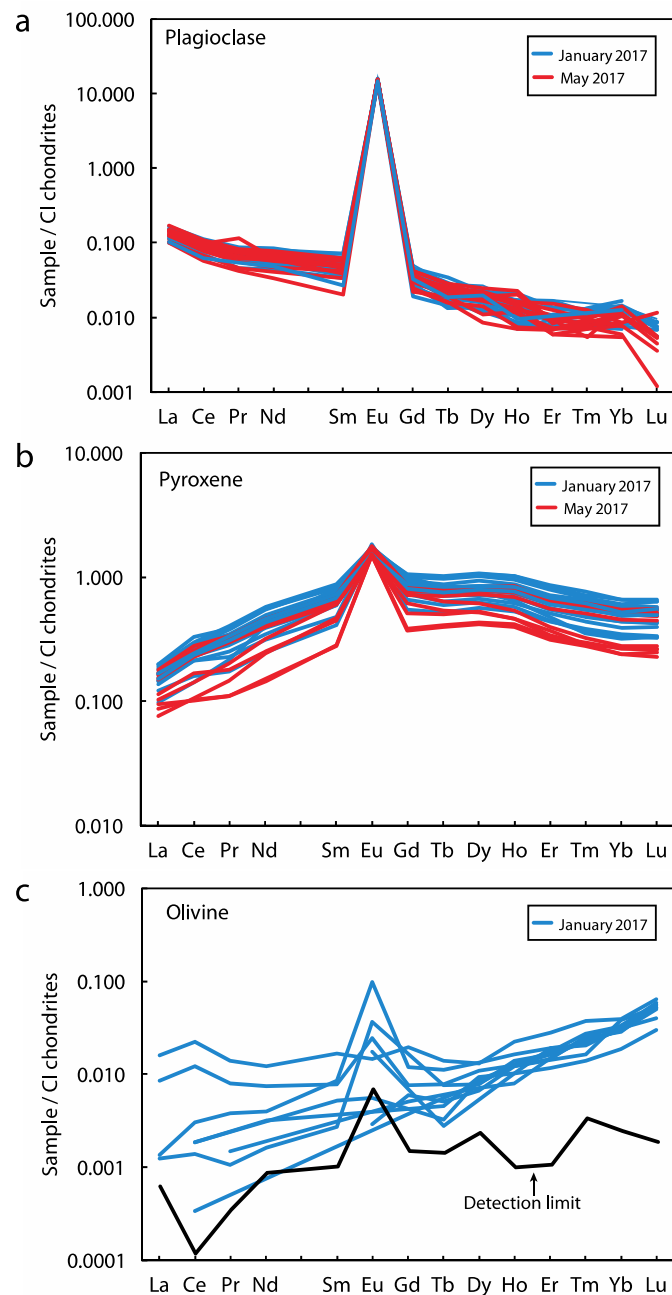 a
100.000
Plagioclase
January 2017
May 2017
10.000
1.000
0.100
0.010
0.001
Sample / CI chondrites
La Ce Pr Nd Sm Eu Gd Tb Dy Ho Er Tm Yb Lu
b
10.000
Pyroxene
January 2017
May 2017
1.000
0.100
0.010
Sample / CI chondrites
La Ce Pr Nd Sm Eu Gd Tb Dy Ho Er Tm Yb Lu
c
1.000
Olivine
January 2017
0.100
0.010
0.001
0.0001
Sample / CI chondrites
Detection limit
La Ce Pr Nd Sm Eu Gd Tb Dy Ho Er Tm Yb Lu